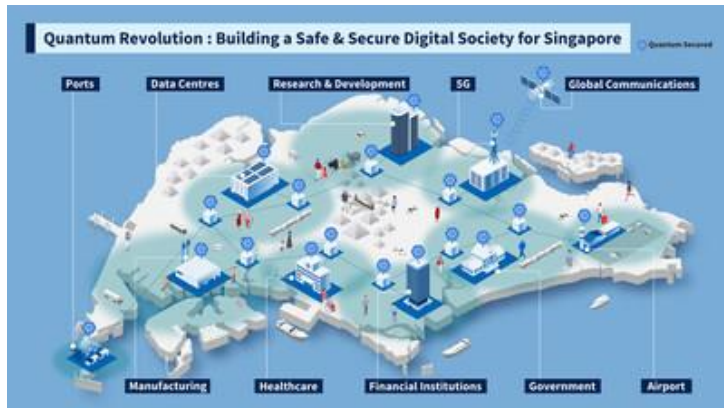 Quantum Revolution : Building a Safe & Secure Digital Society for Singapore
Quantum Secured
Ports
Data Centres
Research & Development
5G
Global Communications
Manufacturing
Healthcare
Financial Institutions
Government
Airport